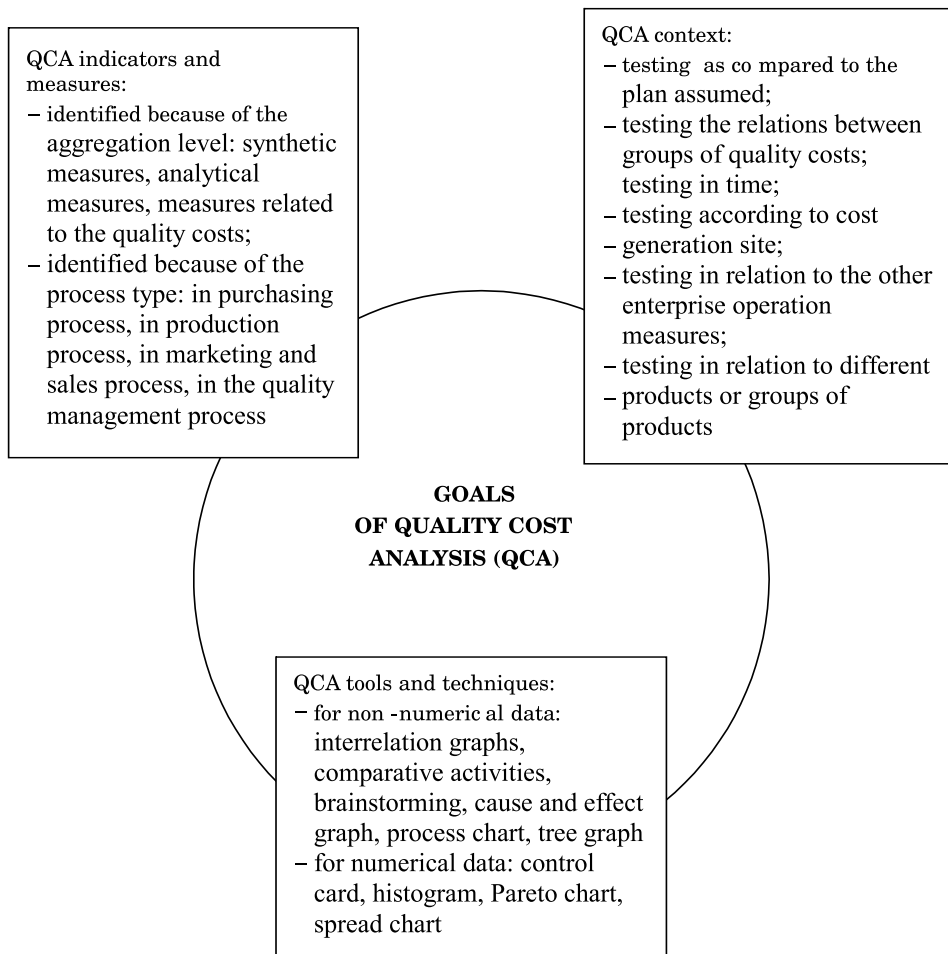 QCA indicators and
measures:
– identified because of the
aggregation level: synthetic
measures, analytical
measures, measures related
to the quality costs;
– identified because of the
process type: in purchasing
process, in production
process, in marketing and
sales process, in the quality
management process
QCA context:
– testing as co mpared to the
plan assumed;
– testing the relations between
groups of quality costs;
testing in time;
– testing according to cost
– generation site;
– testing in relation to the other
enterprise operation
measures;
– testing in relation to different
– products or groups of
products
GOALS
OF QUALITY COST
ANALYSIS (QCA)
QCA tools and techniques:
– for non -numeric al data:
interrelation graphs,
comparative activities,
brainstorming, cause and effect
graph, process chart, tree graph
– for numerical data: control
card, histogram, Pareto chart,
spread chart